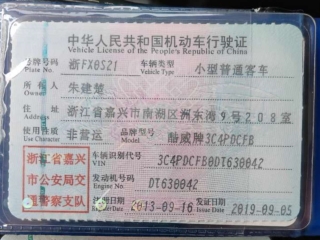 中华人民共和国机动车行驶证
Vehicle License of the People's Republic of China
号牌号码 浙FX0S21 车辆类型 小型普通客车
Plate No. Vehicle Type
所有人 朱建楚
Owner
住址 浙江省嘉兴市南湖区洲东海9号208室
Address
使用性质 非营运 品牌型号 酷威牌3C4PDCFB
Use Character Model
浙江省嘉兴 车辆识别代号 3C4PDCFB0DT630042
VIN
市公安局交 发动机号码 DT630042
Engine No.
通警察支队 注册日期 2013-09-16 发证日期 2019-09-05
Register Date Issue Date